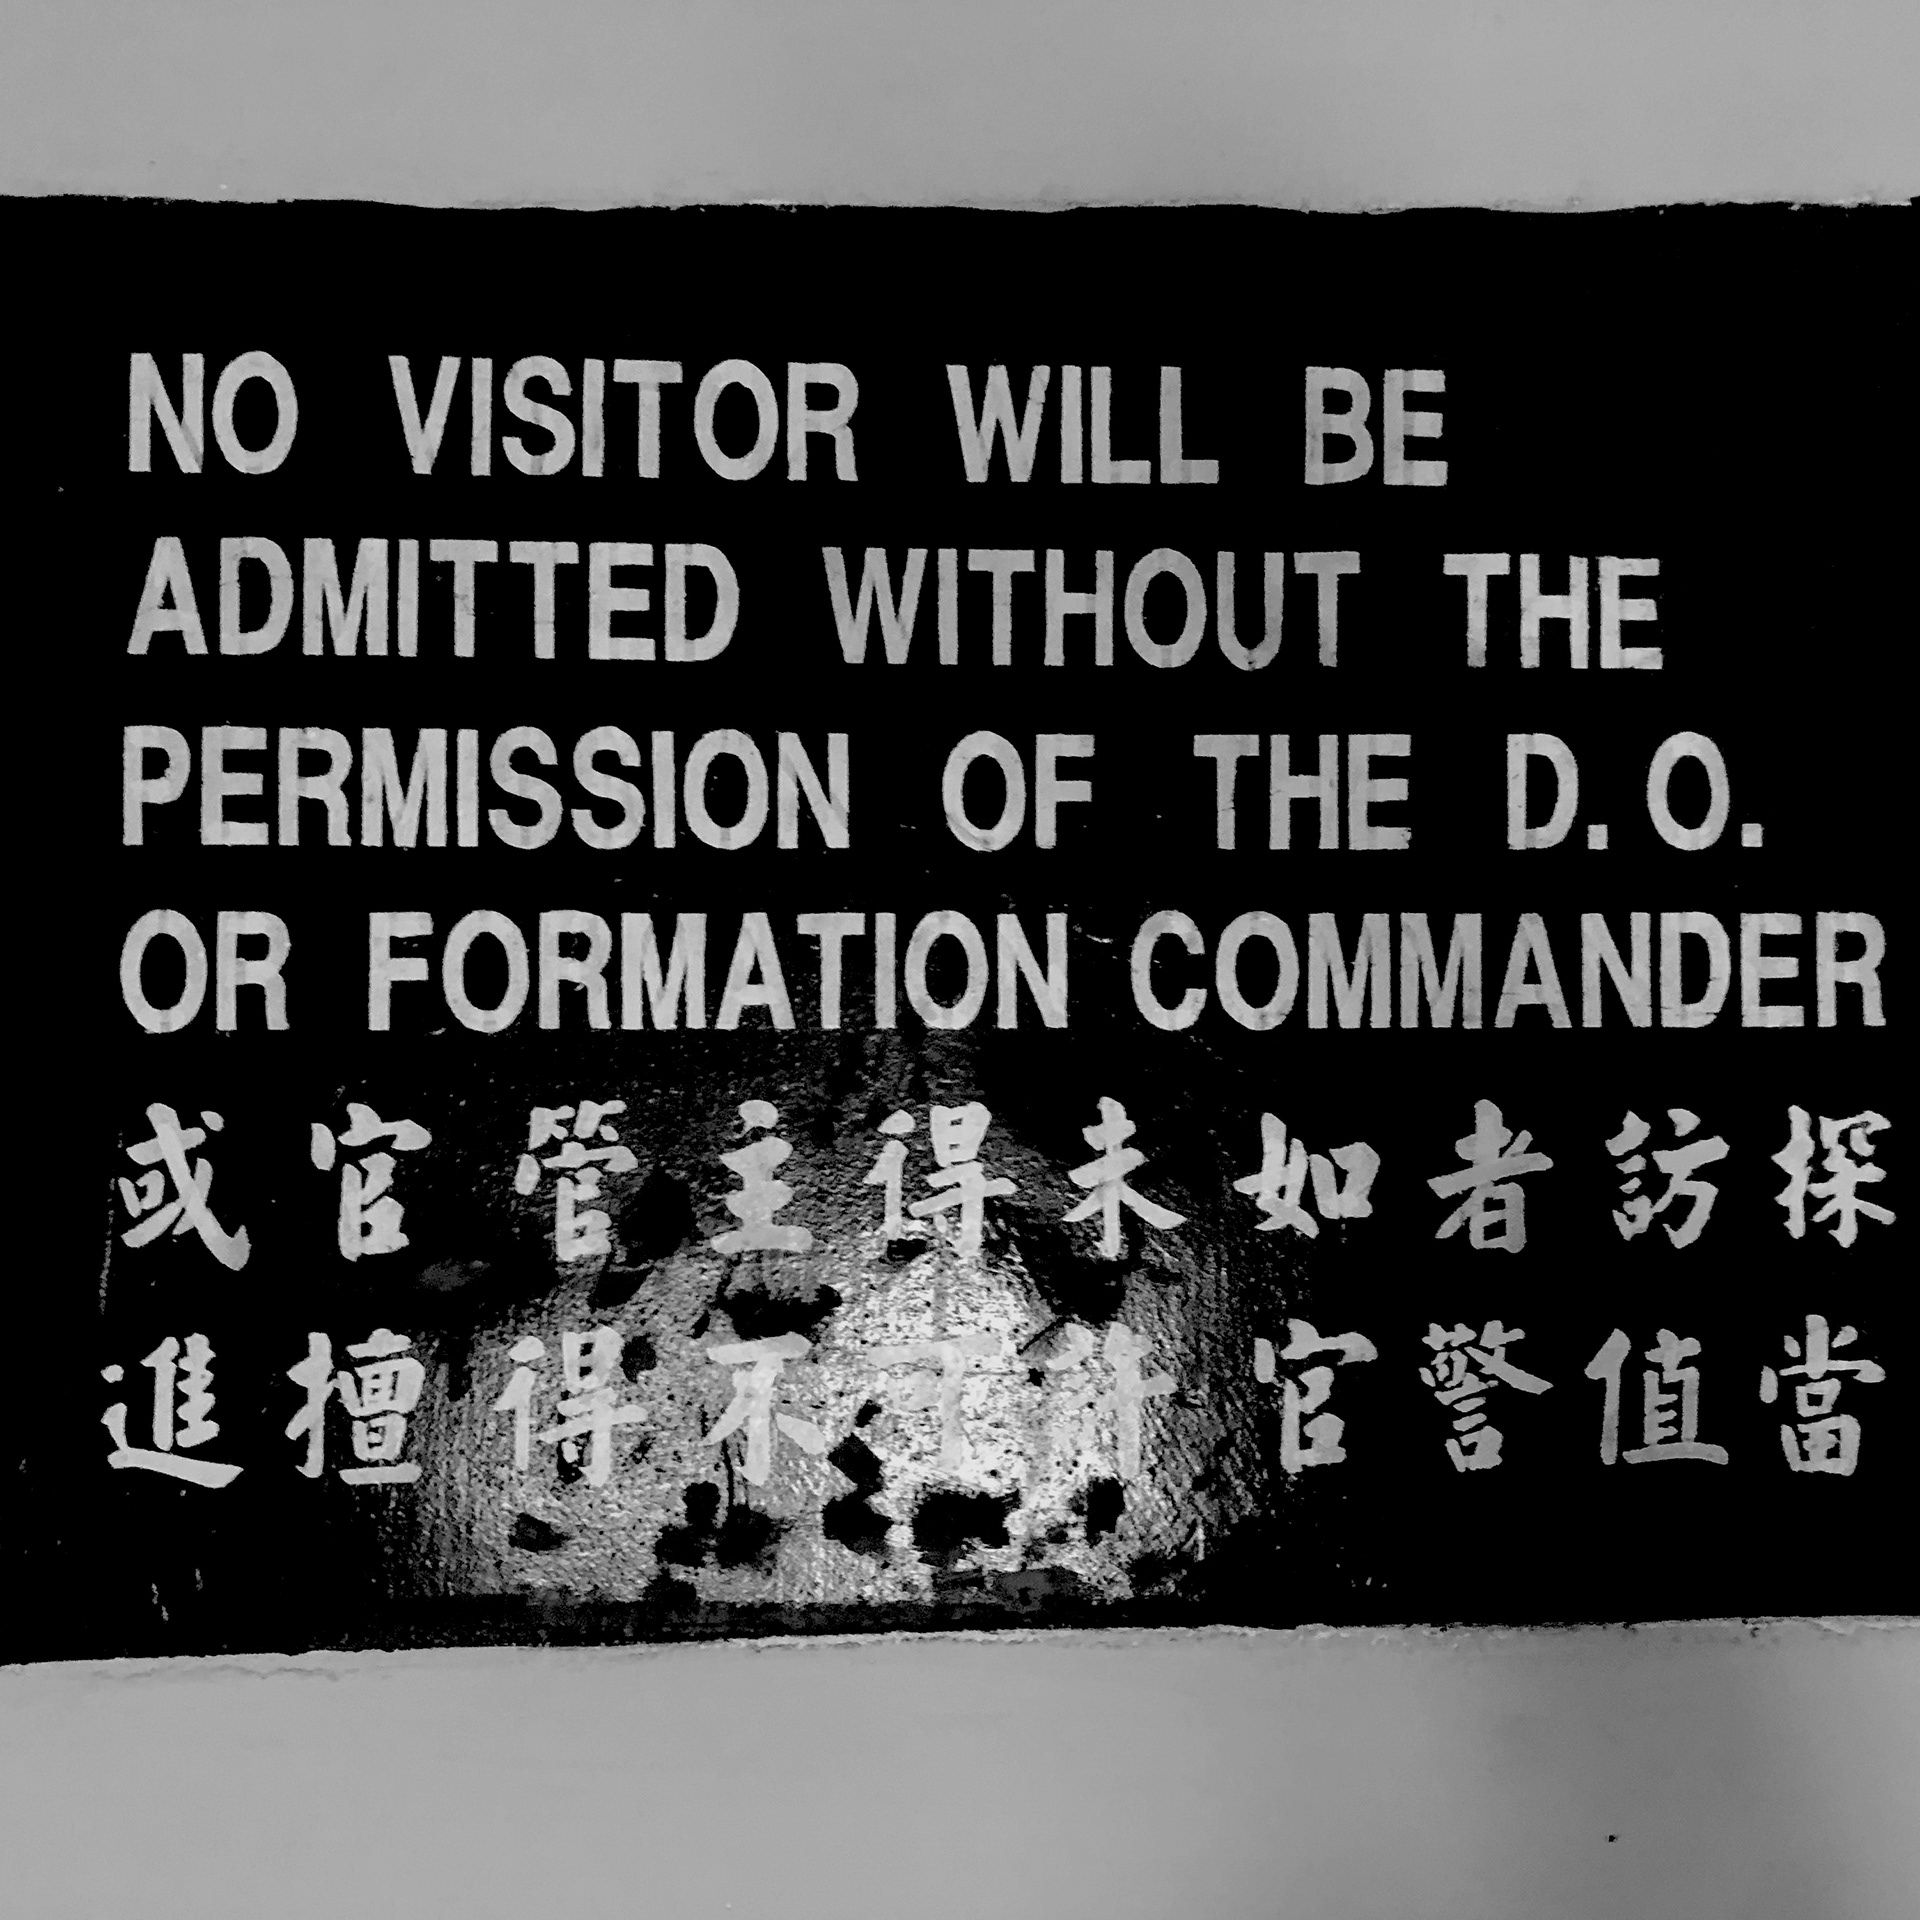 NO VISITOR WILL BE
ADMITTED WITHOUT THE
PERMISSION OF THE D.O.
OR FORMATION COMMANDER
探訪者如未得主管官或
當值警官許可不得擅進